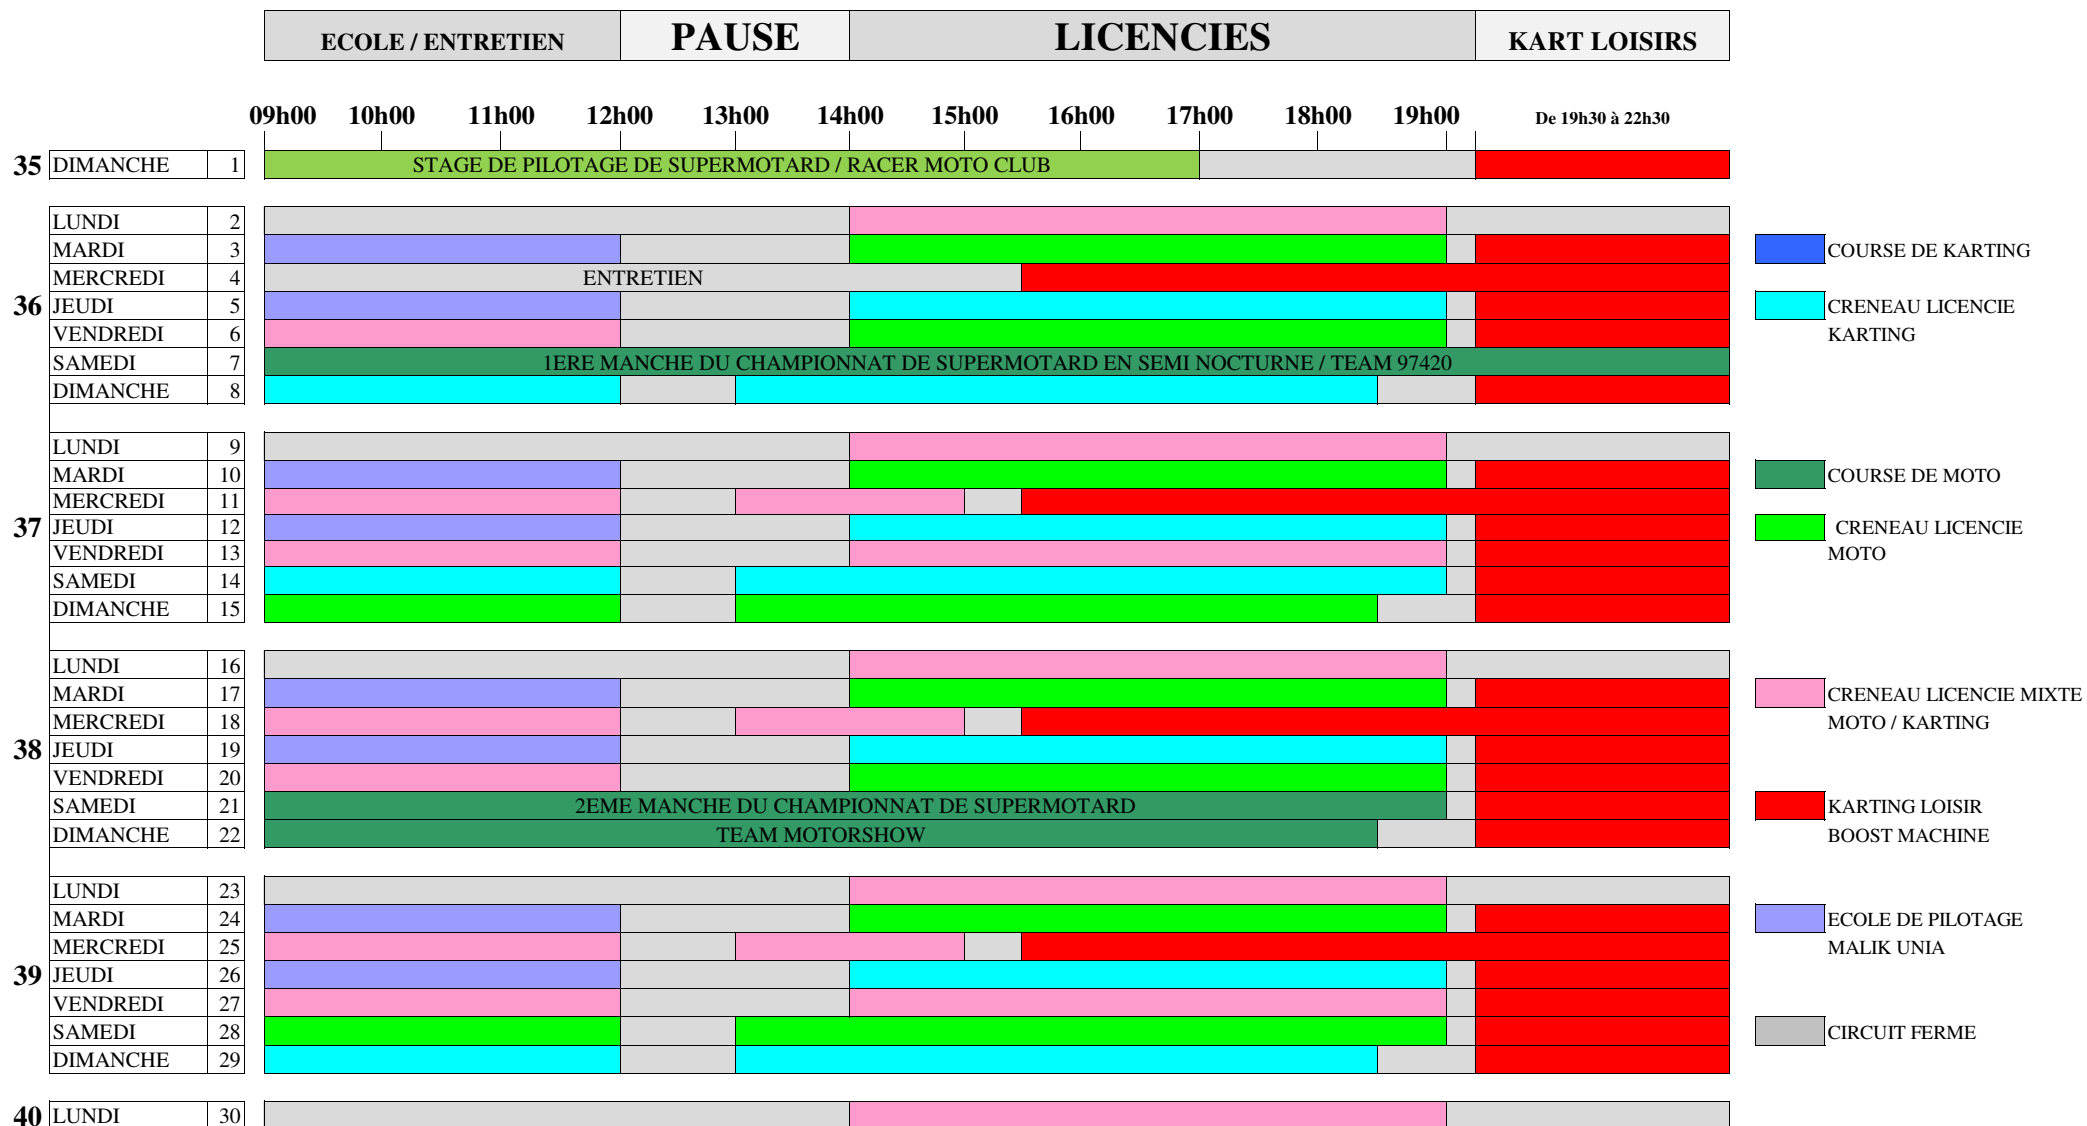 ECOLE / ENTRETIEN PAUSE LICENCIES KART LOISIRS
09h00 10h00 11h00 12h00 13h00 14h00 15h00 16h00 17h00 18h00 19h00 De 19h30 à 22h30
35 DIMANCHE 1 STAGE DE PILOTAGE DE SUPERMOTARD / RACER MOTO CLUB
LUNDI 2
MARDI 3 COURSE DE KARTING
MERCREDI 4 ENTRETIEN
36 JEUDI 5 CRENEAU LICENCIE
VENDREDI 6 KARTING
SAMEDI 7 1ERE MANCHE DU CHAMPIONNAT DE SUPERMOTARD EN SEMI NOCTURNE / TEAM 97420
DIMANCHE 8
LUNDI 9
MARDI 10 COURSE DE MOTO
MERCREDI 11
37 JEUDI 12 CRENEAU LICENCIE
VENDREDI 13 MOTO
SAMEDI 14
DIMANCHE 15
LUNDI 16
MARDI 17 CRENEAU LICENCIE MIXTE
MERCREDI 18 MOTO / KARTING
38 JEUDI 19
VENDREDI 20
SAMEDI 21 2EME MANCHE DU CHAMPIONNAT DE SUPERMOTARD KARTING LOISIR
DIMANCHE 22 TEAM MOTORSHOW BOOST MACHINE
LUNDI 23
MARDI 24 ECOLE DE PILOTAGE
MERCREDI 25 MALIK UNIA
39 JEUDI 26
VENDREDI 27
SAMEDI 28 CIRCUIT FERME
DIMANCHE 29
40 LUNDI 30